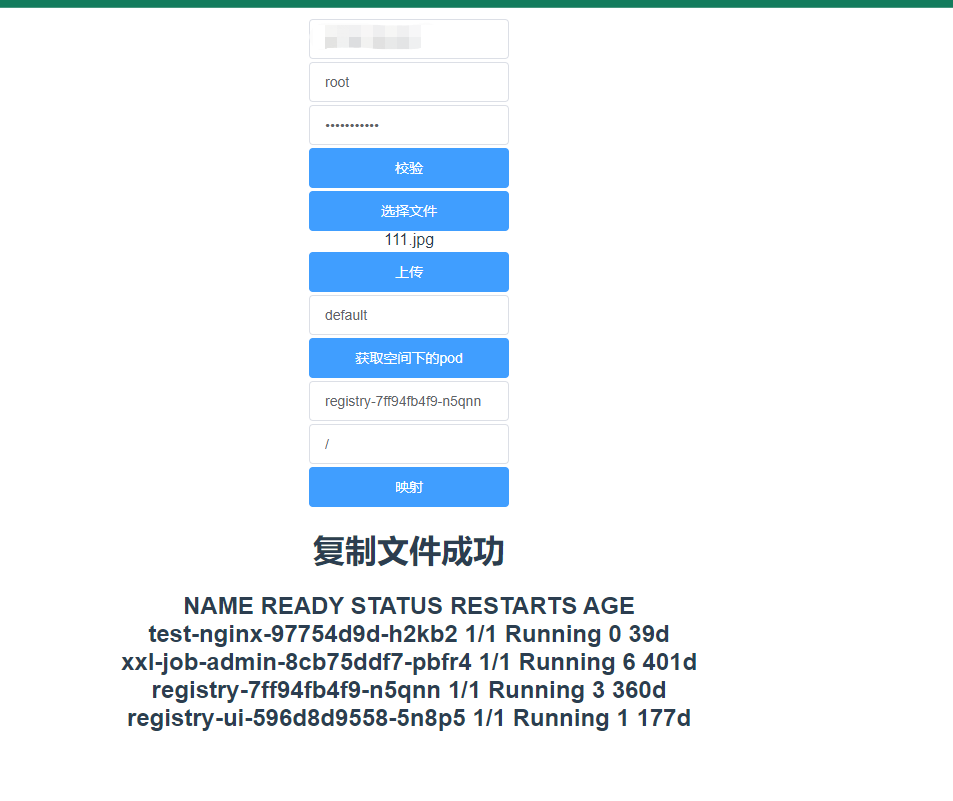 root
•••••••••••
校验
选择文件
111.jpg
上传
default
获取空间下的pod
registry-7ff94fb4f9-n5qnn
/
映射
复制文件成功
NAME READY STATUS RESTARTS AGE
test-nginx-97754d9d-h2kb2 1/1 Running 0 39d
xxl-job-admin-8cb75ddf7-pbfr4 1/1 Running 6 401d
registry-7ff94fb4f9-n5qnn 1/1 Running 3 360d
registry-ui-596d8d9558-5n8p5 1/1 Running 1 177d